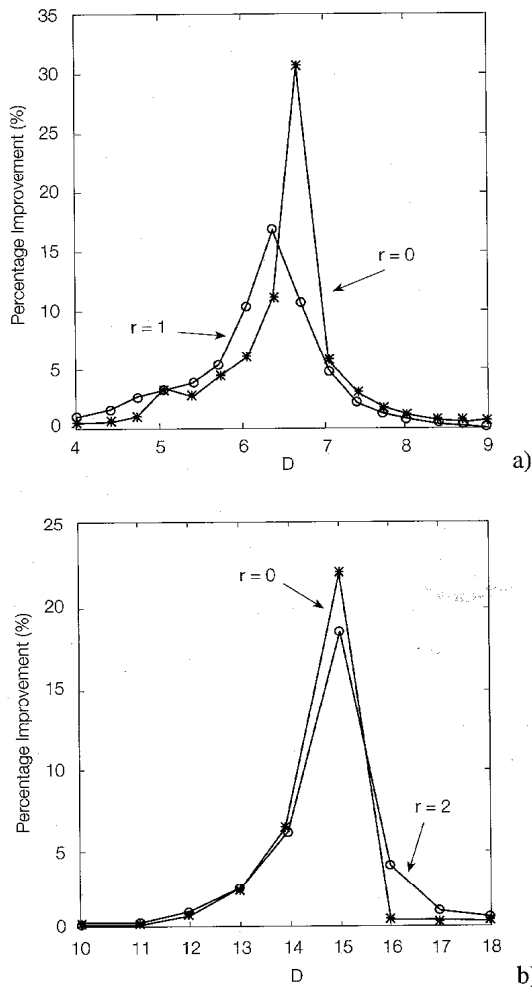 35
30
25
20
15
10
5
0
Percentage Improvement (%)
r = 0
r = 1
4 5 6 7 8 9
D
a)
25
20
15
10
5
0
Percentage Improvement (%)
r = 0
r = 2
10 11 12 13 14 15 16 17 18
D
b)